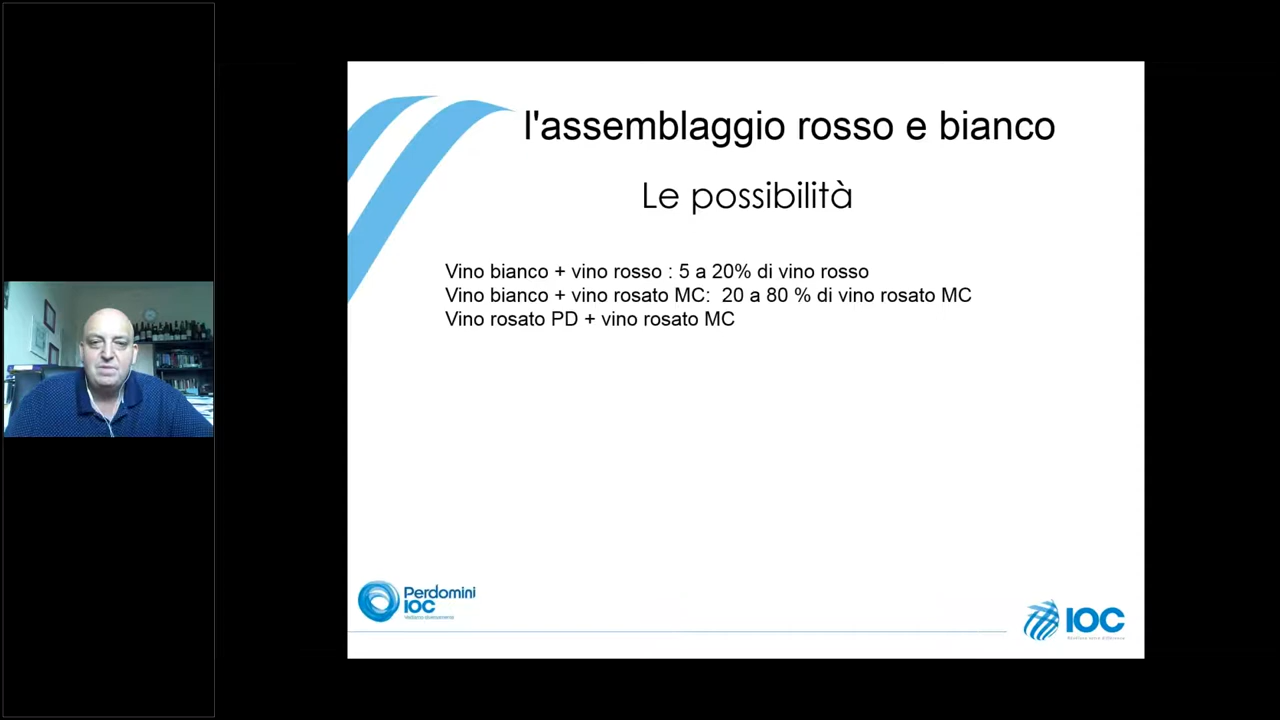 l'assemblaggio rosso e bianco
Le possibilità
Vino bianco + vino rosso : 5 a 20% di vino rosso
Vino bianco + vino rosato MC: 20 a 80 % di vino rosato MC
Vino rosato PD + vino rosato MC
Perdomini
IOC
IOC